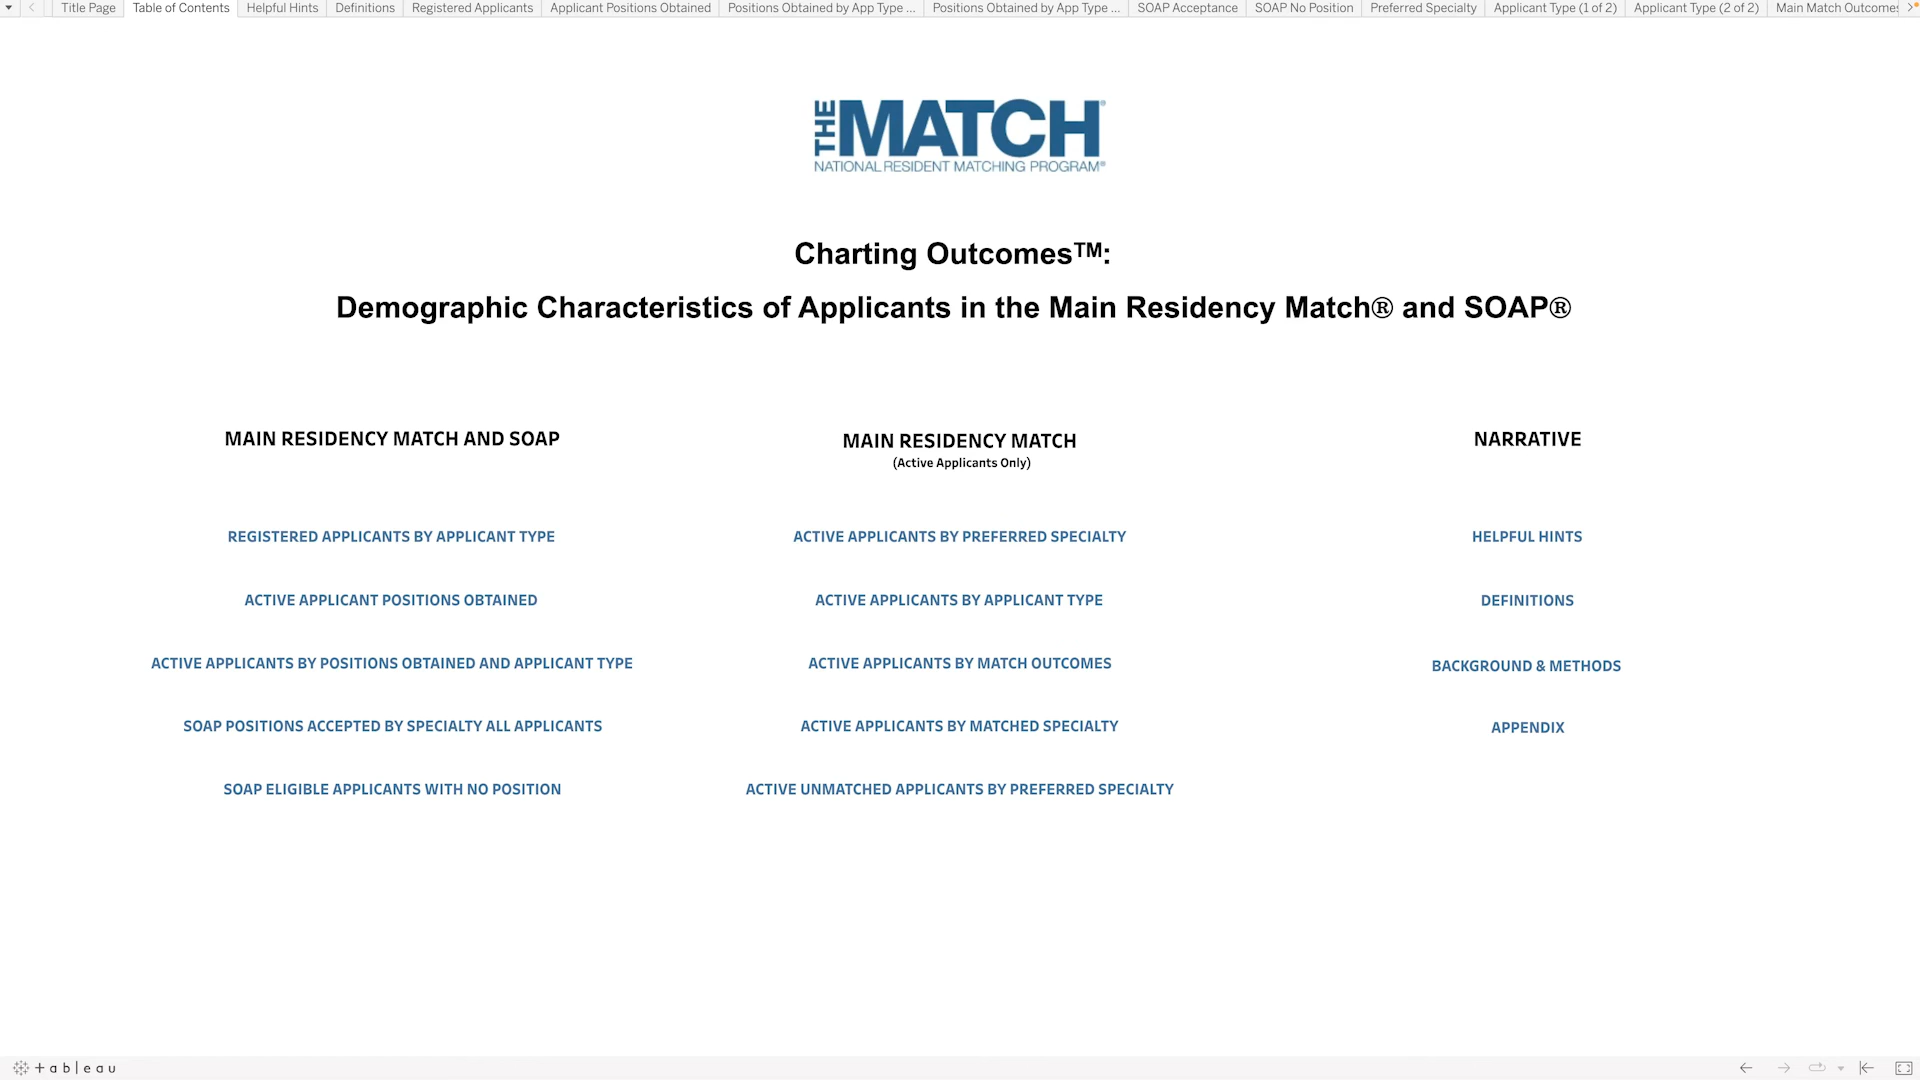 Title Page
Table of Contents
Helpful Hints
Definitions
Registered Applicants
Applicant Positions Obtained
Positions Obtained by App Type ...
Positions Obtained by App Type ...
SOAP Acceptance
SOAP No Position
Preferred Specialty
Applicant Type (1 of 2)
Applicant Type (2 of 2)
Main Match Outcomes
THE MATCH®
NATIONAL RESIDENT MATCHING PROGRAM®
Charting Outcomes™:
Demographic Characteristics of Applicants in the Main Residency Match® and SOAP®
MAIN RESIDENCY MATCH AND SOAP
REGISTERED APPLICANTS BY APPLICANT TYPE
ACTIVE APPLICANT POSITIONS OBTAINED
ACTIVE APPLICANTS BY POSITIONS OBTAINED AND APPLICANT TYPE
SOAP POSITIONS ACCEPTED BY SPECIALTY ALL APPLICANTS
SOAP ELIGIBLE APPLICANTS WITH NO POSITION
MAIN RESIDENCY MATCH
(Active Applicants Only)
ACTIVE APPLICANTS BY PREFERRED SPECIALTY
ACTIVE APPLICANTS BY APPLICANT TYPE
ACTIVE APPLICANTS BY MATCH OUTCOMES
ACTIVE APPLICANTS BY MATCHED SPECIALTY
ACTIVE UNMATCHED APPLICANTS BY PREFERRED SPECIALTY
NARRATIVE
HELPFUL HINTS
DEFINITIONS
BACKGROUND & METHODS
APPENDIX
+ableau